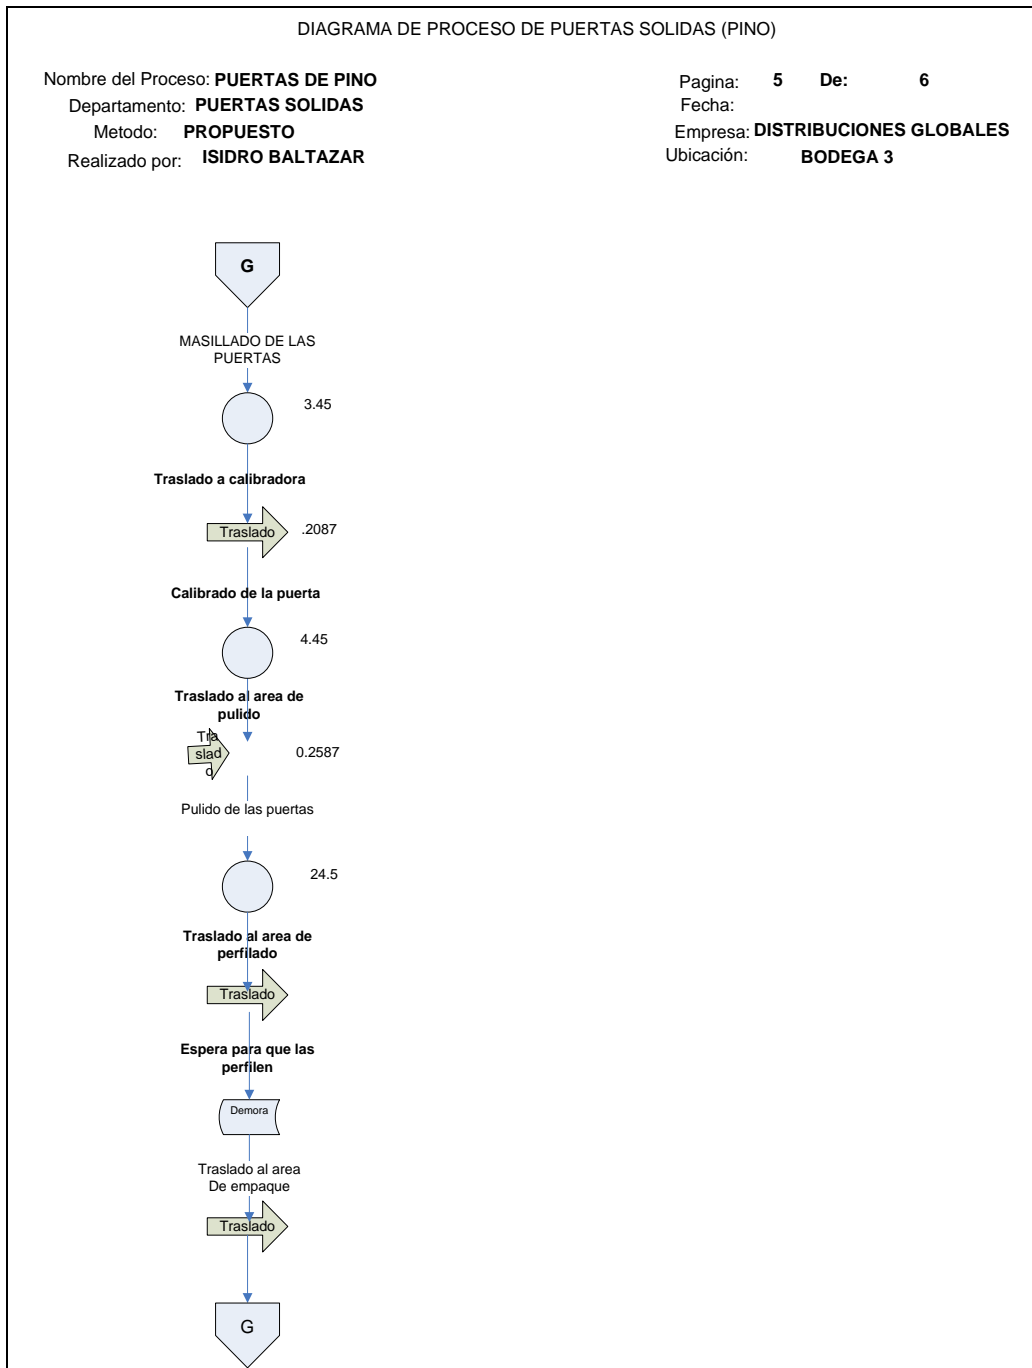 DIAGRAMA DE PROCESO DE PUERTAS SOLIDAS (PINO)
Nombre del Proceso: PUERTAS DE PINO
Departamento: PUERTAS SOLIDAS
Metodo: PROPUESTO
Realizado por: ISIDRO BALTAZAR
Pagina: 5 De: 6
Fecha:
Empresa: DISTRIBUCIONES GLOBALES
Ubicación: BODEGA 3
G
MASILLADO DE LAS
PUERTAS
3.45
Traslado a calibradora
Traslado
.2087
Calibrado de la puerta
4.45
Traslado al area de
pulido
Tra
slad
o
0.2587
Pulido de las puertas
24.5
Traslado al area de
perfilado
Traslado
Espera para que las
perfilen
Demora
Traslado al area
De empaque
Traslado
G